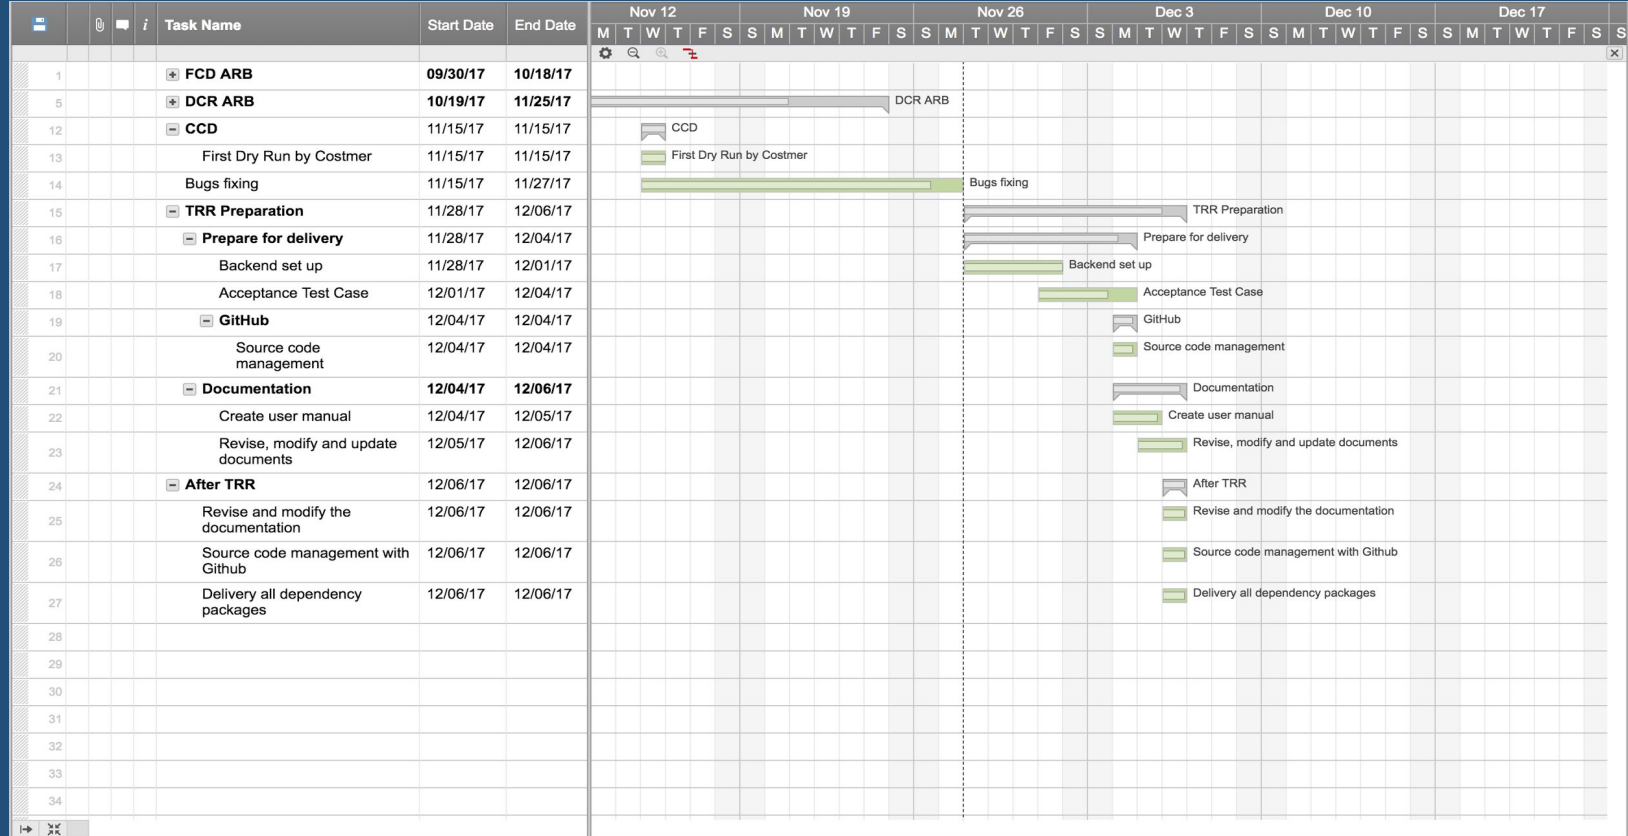 i Task Name Start Date End Date Nov 12 Nov 19 Nov 26 Dec 3 Dec 10 Dec 17
M T W T F S S M T W T F S S M T W T F S S M T W T F S S M T W T F S S M T W T F S S
1 FCD ARB 09/30/17 10/18/17
5 DCR ARB 10/19/17 11/25/17 DCR ARB
12 CCD 11/15/17 11/15/17 CCD
13 First Dry Run by Costmer 11/15/17 11/15/17 First Dry Run by Costmer
14 Bugs fixing 11/15/17 11/27/17 Bugs fixing
15 TRR Preparation 11/28/17 12/06/17 TRR Preparation
16 Prepare for delivery 11/28/17 12/04/17 Prepare for delivery
17 Backend set up 11/28/17 12/01/17 Backend set up
18 Acceptance Test Case 12/01/17 12/04/17 Acceptance Test Case
19 GitHub 12/04/17 12/04/17 GitHub
20 Source code 12/04/17 12/04/17 Source code management
management
21 Documentation 12/04/17 12/06/17 Documentation
22 Create user manual 12/04/17 12/05/17 Create user manual
23 Revise, modify and update 12/05/17 12/06/17 Revise, modify and update documents
documents
24 After TRR 12/06/17 12/06/17 After TRR
25 Revise and modify the 12/06/17 12/06/17 Revise and modify the documentation
documentation
26 Source code management with 12/06/17 12/06/17 Source code management with Github
Github
27 Delivery all dependency 12/06/17 12/06/17 Delivery all dependency packages
packages
28
29
30
31
32
33
34